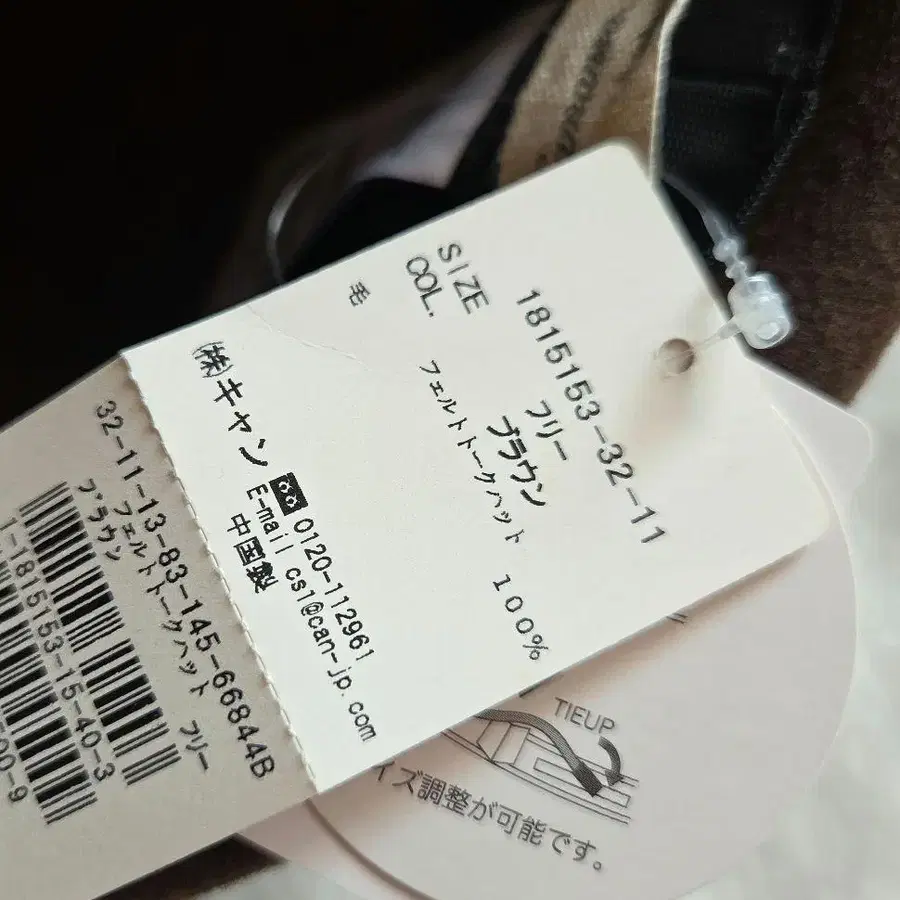 1815153-32-11
SIZE フリー
COL. ブラウン
フェルトトークハット
毛 100%
(株)キャン 0120-112961
E-mail cs1@can-jp.com
中国製
32-11-13-83-145-66844B
フェルトトークハット
ブラウン フリー
1-1815153-15-40-3
00-9
TIEUP
イズ調整が可能です。